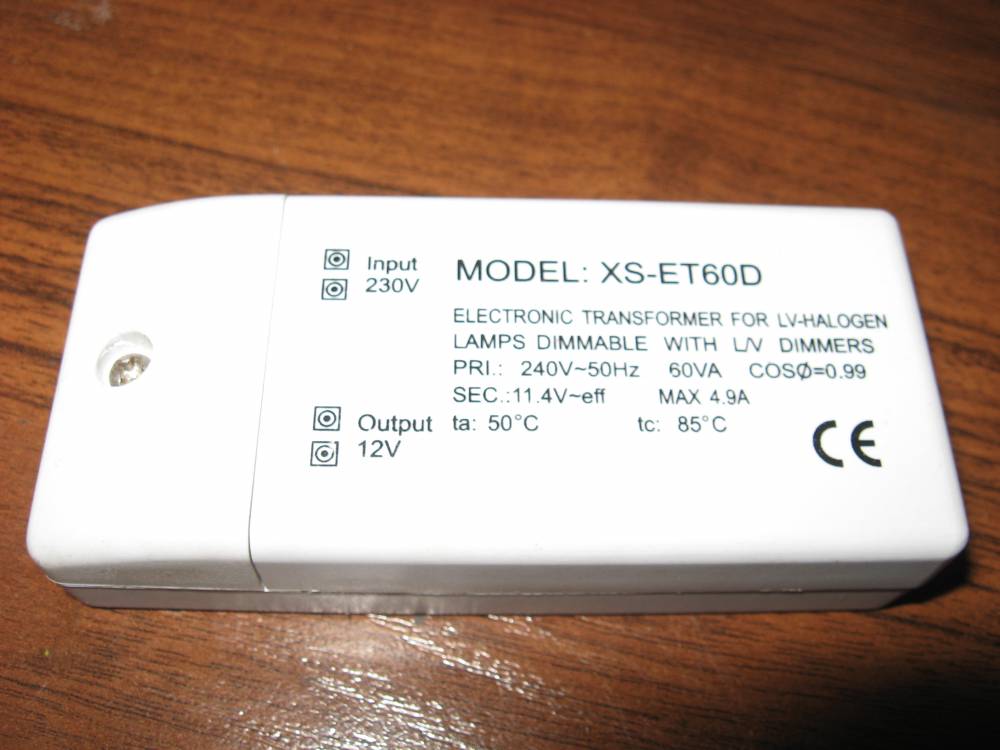 Input
230V
MODEL: XS-ET60D
ELECTRONIC TRANSFORMER FOR LV-HALOGEN
LAMPS DIMMABLE WITH L/V DIMMERS
PRI.: 240V~50Hz 60VA COSØ=0.99
SEC.:11.4V~eff MAX 4.9A
Output
12V
ta: 50°C tc: 85°C
CE